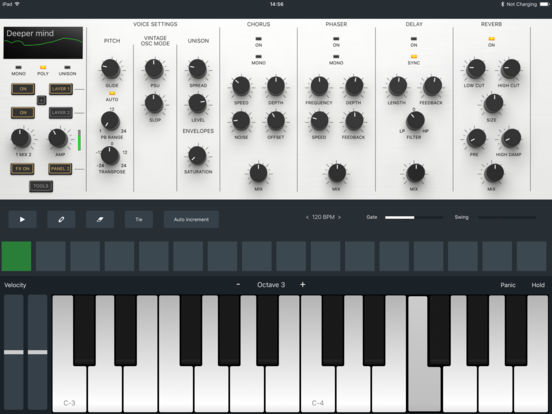 iPad
14:56
Not Charging
Deeper mind
MONO POLY UNISON
ON LAYER 1
ON LAYER 2
T MIX 2 AMP
FX ON PANEL 2
TOOLS
VOICE SETTINGS
PITCH
VINTAGE
OSC MODE
UNISON
GLIDE
PSU
SPREAD
AUTO
12
1 24
PB RANGE
SLOP
LEVEL
ENVELOPES
0
-24 24
TRANSPOSE
SATURATION
CHORUS
ON
MONO
SPEED DEPTH
NOISE OFFSET
MIX
PHASER
ON
MONO
FREQUENCY DEPTH
SPEED FEEDBACK
MIX
DELAY
ON
SYNC
LENGTH FEEDBACK
LP HP
FILTER
MIX
REVERB
ON
LOW CUT HIGH CUT
SIZE
PRE HIGH DAMP
MIX
Tie
Auto increment
< 120 BPM >
Gate
Swing
Velocity
- Octave 3 +
Panic
Hold
C-3
C-4